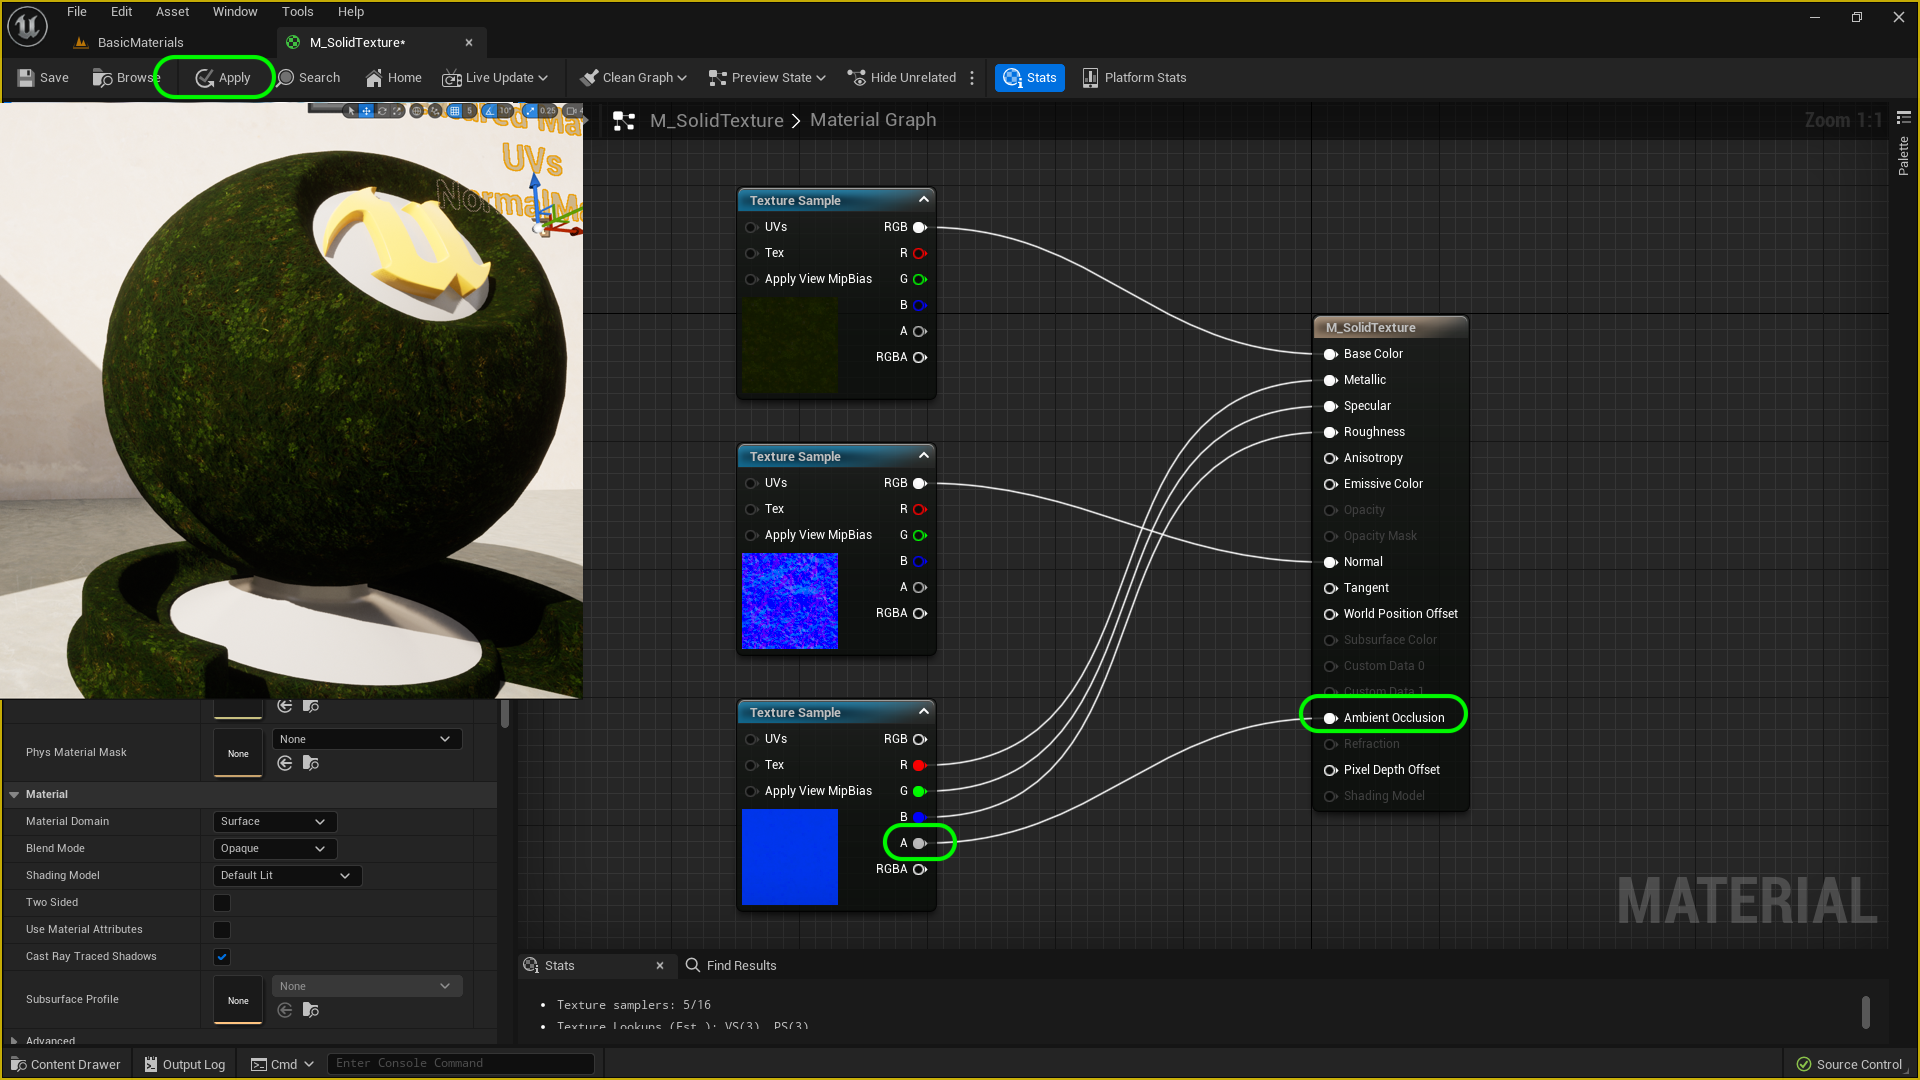 File Edit Asset Window Tools Help
BasicMaterials
M_SolidTexture*
Save Browse Apply Search Home Live Update Clean Graph Preview State Hide Unrelated Stats Platform Stats
5 10° 0.25
UVs
M_SolidTexture > Material Graph
Zoom 1:1
Palette
Texture Sample
UVs RGB
Tex R
Apply View MipBias G
B
A
RGBA
Texture Sample
UVs RGB
Tex R
Apply View MipBias G
B
A
RGBA
Texture Sample
UVs RGB
Tex R
Apply View MipBias G
B
A
RGBA
M_SolidTexture
Base Color
Metallic
Specular
Roughness
Anisotropy
Emissive Color
Opacity
Opacity Mask
Normal
Tangent
World Position Offset
Subsurface Color
Custom Data 0
Custom Data 1
Ambient Occlusion
Refraction
Pixel Depth Offset
Shading Model
MATERIAL
Phys Material Mask None None
Material
Material Domain Surface
Blend Mode Opaque
Shading Model Default Lit
Two Sided
Use Material Attributes
Cast Ray Traced Shadows
Subsurface Profile None None
Advanced
Stats
Find Results
• Texture samplers: 5/16
• Texture Lookups (Est.): VS(3), PS(3)
Content Drawer Output Log Cmd Enter Console Command Source Control